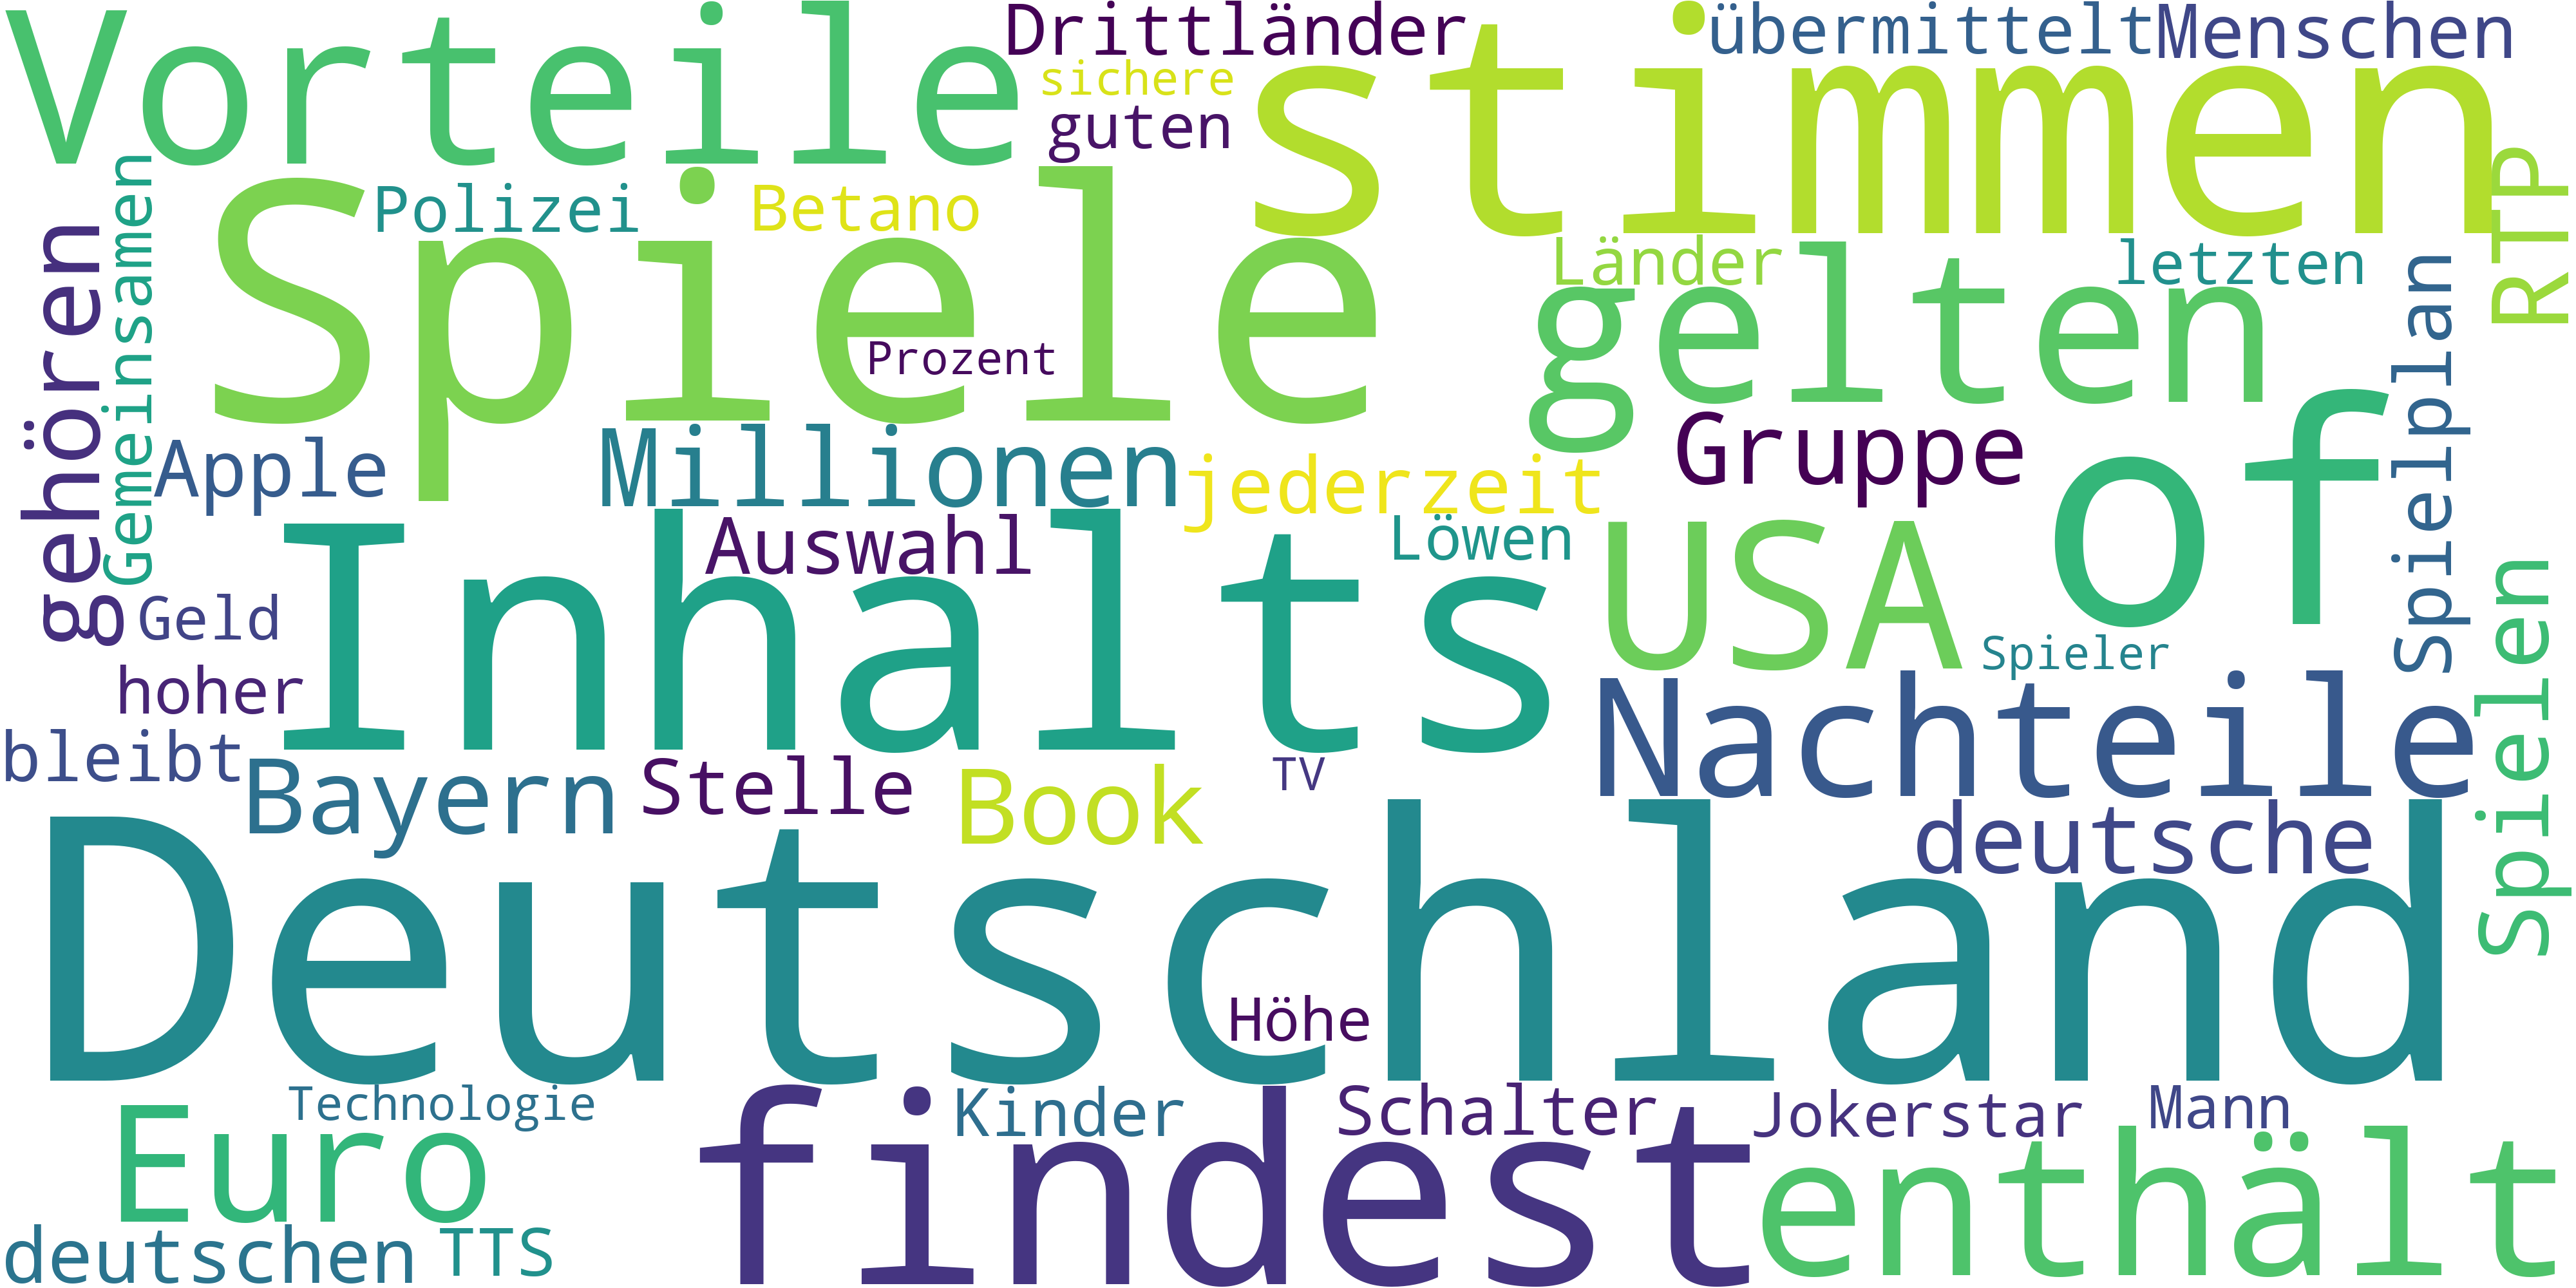 Vorteile
Drittländer
stimmen
übermittelt
Menschen
sichere
guten
Gemeinsamen
gehören
Polizei
Betano
Spiele
Länder
letzten
RTP
Prozent
gelten
Spielplan
Apple
Millionen
jederzeit
Gruppe
of
Auswahl
Löwen
Inhalts
USA
Geld
Spieler
Spielen
hoher
Nachteile
bleibt
Bayern
Stelle
Book
TV
deutsche
Deutschland
Höhe
Technologie
Euro
findest
Kinder
Schalter
Jokerstar
Mann
enthält
deutschen
TTS